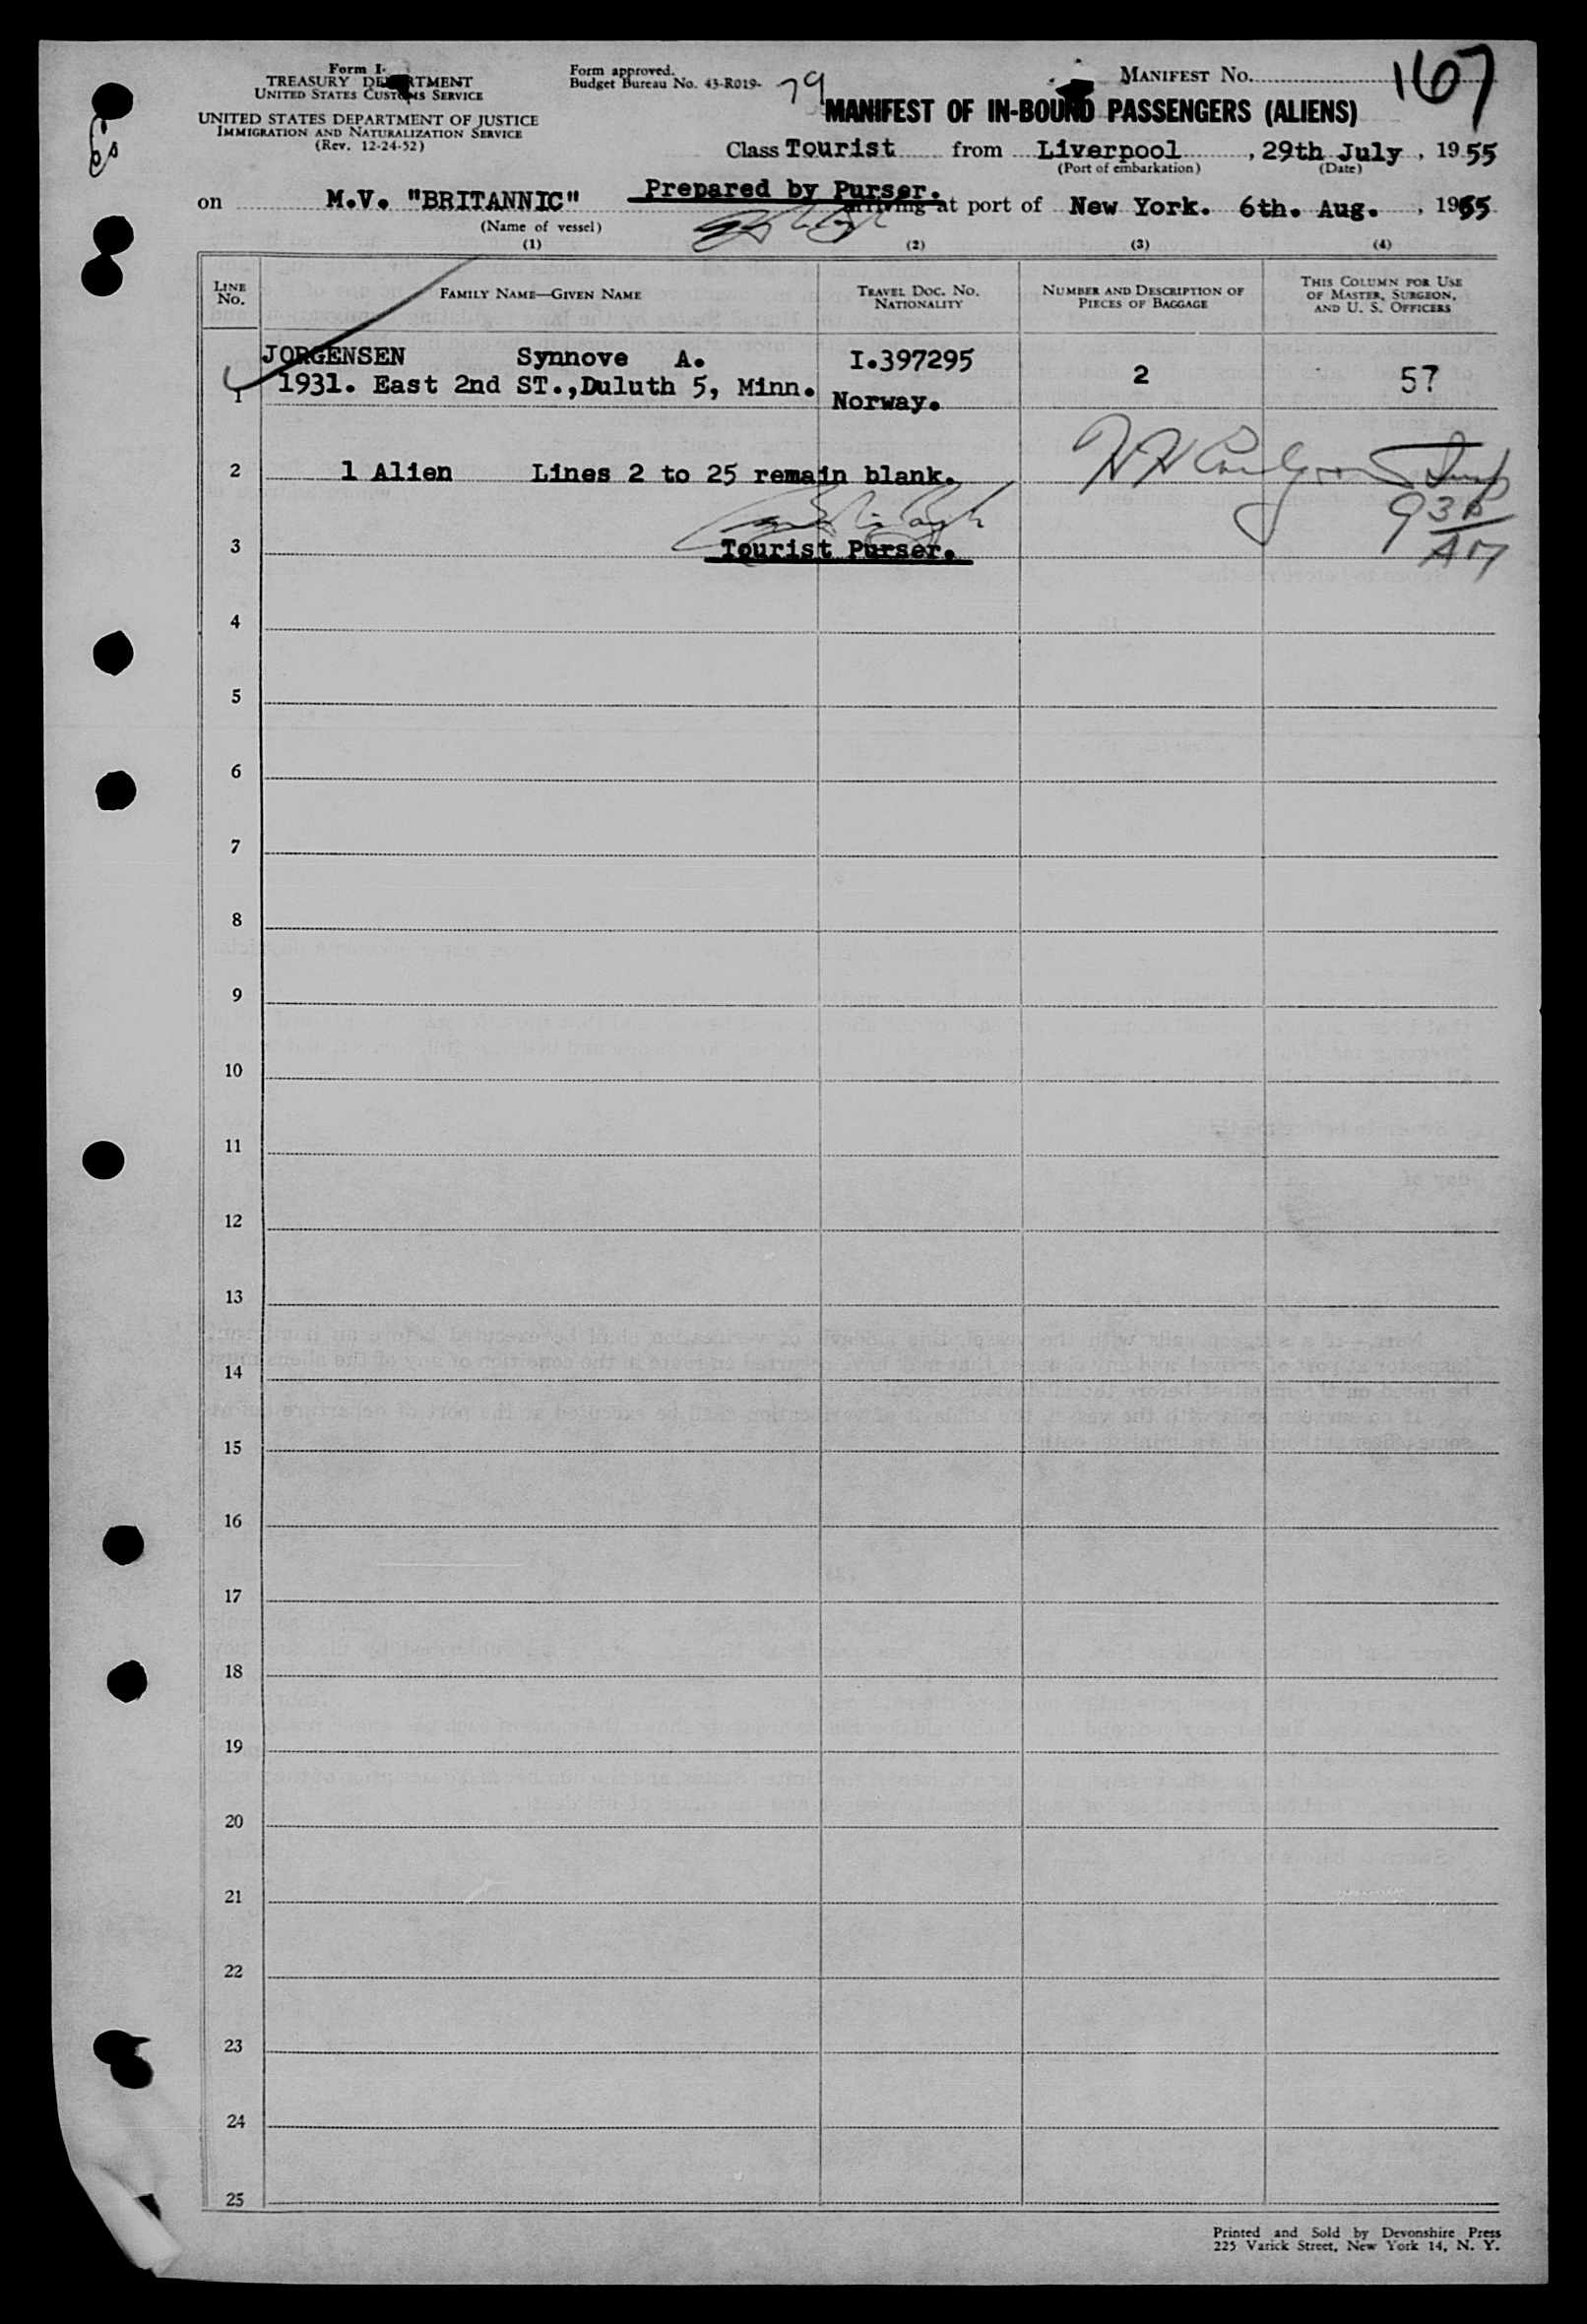 Form I-
TREASURY DEPARTMENT
UNITED STATES CUSTOMS SERVICE
UNITED STATES DEPARTMENT OF JUSTICE
IMMIGRATION AND NATURALIZATION SERVICE
(Rev. 12-24-52)
Form approved.
Budget Bureau No. 43-R019-
79
MANIFEST No. 167
MANIFEST OF IN-BOUND PASSENGERS (ALIENS)
Class Tourist from Liverpool, 29th July, 1955
(Port of embarkation) (Date)
Prepared by Purser.
on M.V. "BRITANNIC" arriving at port of New York. 6th. Aug., 1955
(Name of vessel)
(1) (2) (3) (4)
LINE No. FAMILY NAME—GIVEN NAME TRAVEL DOC. NO. NATIONALITY NUMBER AND DESCRIPTION OF PIECES OF BAGGAGE THIS COLUMN FOR USE OF MASTER, SURGEON, AND U. S. OFFICERS
JORGENSEN Synnove A. I.397295
1 1931. East 2nd ST.,Duluth 5, Minn. Norway. 2 57
2 1 Alien Lines 2 to 25 remain blank.
3 Tourist Purser.
4
5
6
7
8
9
10
11
12
13
14
15
16
17
18
19
20
21
22
23
24
25
Printed and Sold by Devonshire Press
225 Varick Street, New York 14, N. Y.